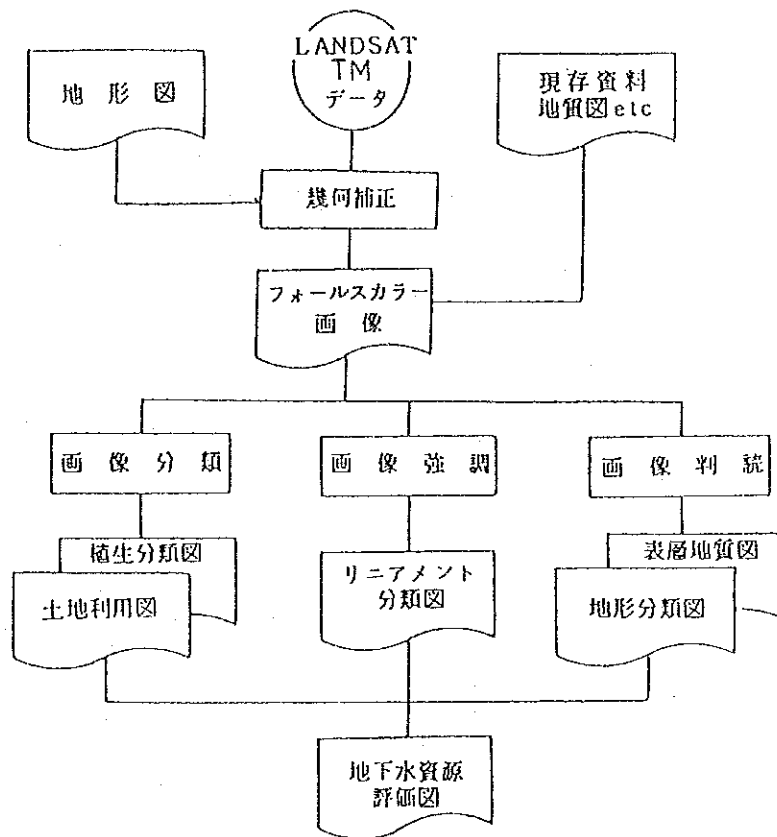 LANDSAT
TM
データ
地形図
現存資料
地質図etc
幾何補正
フォールスカラー
画像
画像分類
画像強調
画像判読
植生分類図
土地利用図
リニアメント
分類図
表層地質図
地形分類図
地下水資源
評価図